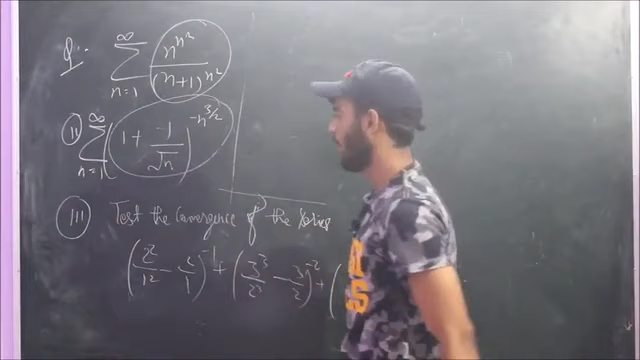 Q:- ∑_{n=1}^{∞} n^{n²} / (n+1)^{n²}
(II) ∑_{n=1}^{∞} (1 + 1/√n)^{-n^{3/2}}
(III) Test the Convergence of the Series
(2²/1² - 2/1)^{-1} + (3³/2³ - 3/2)^{-2} + (